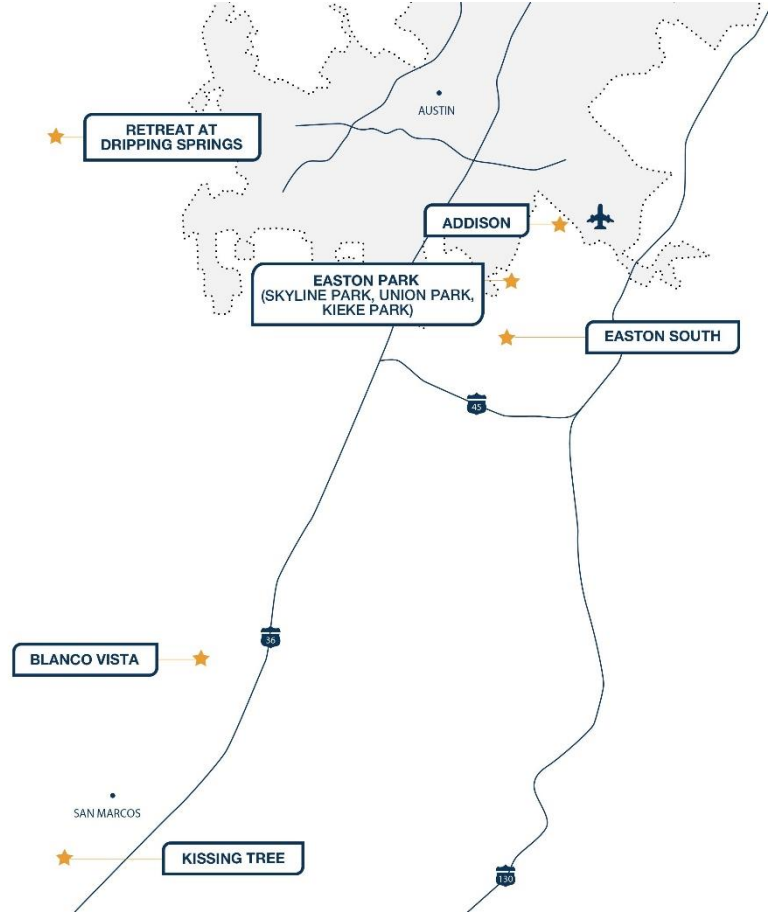 AUSTIN
RETREAT AT
DRIPPING SPRINGS
ADDISON
EASTON PARK
(SKYLINE PARK, UNION PARK,
KIEKE PARK)
EASTON SOUTH
45
36
BLANCO VISTA
SAN MARCOS
KISSING TREE
130